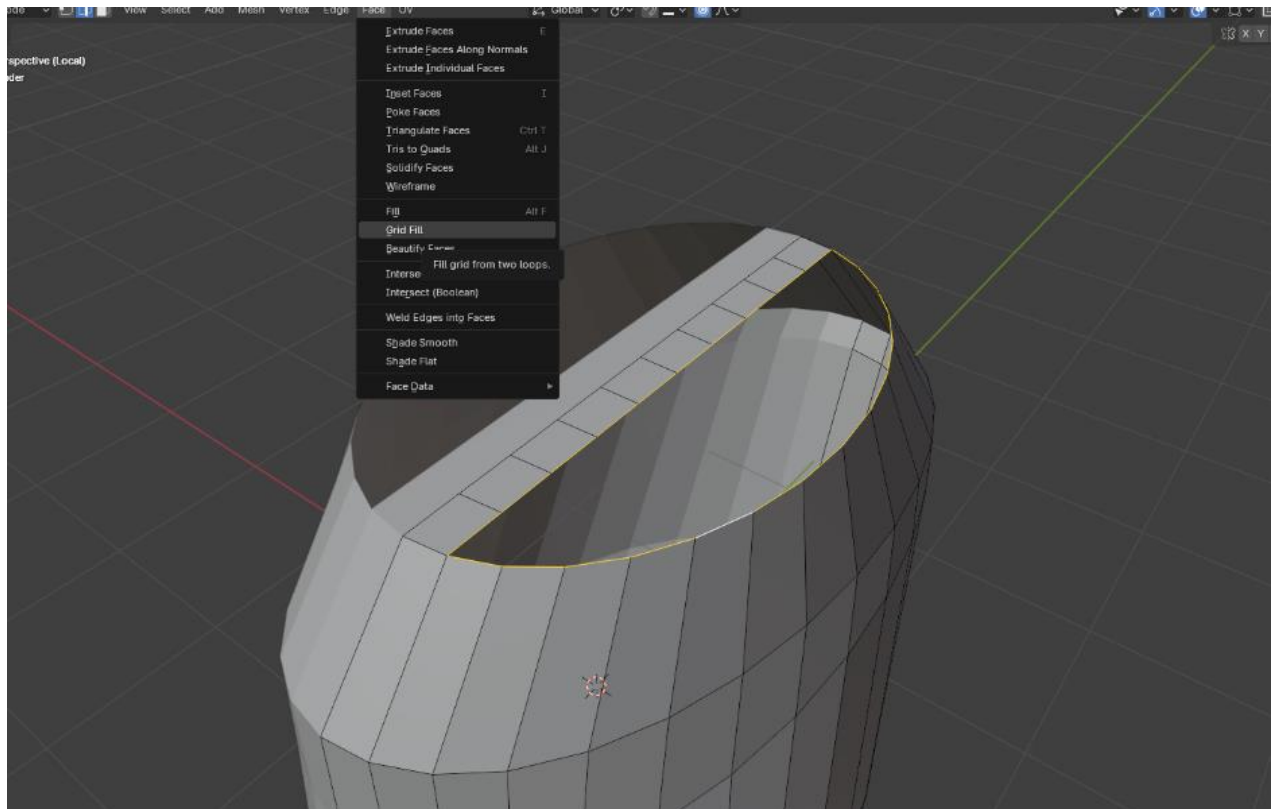 View Select Add Mesh Vertex Edge Face UV
Global
X Y
(Local)
Extrude Faces E
Extrude Faces Along Normals
Extrude Individual Faces
Inset Faces I
Poke Faces
Triangulate Faces Ctrl T
Tris to Quads Alt J
Solidify Faces
Wireframe
Fill Alt F
Grid Fill
Beautify Faces
Fill grid from two loops.
Intersect (Boolean)
Weld Edges into Faces
Shade Smooth
Shade Flat
Face Data